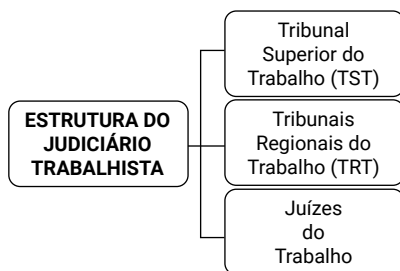 ESTRUTURA DO
JUDICIÁRIO
TRABALHISTA
Tribunal
Superior do
Trabalho (TST)
Tribunais
Regionais do
Trabalho (TRT)
Juízes
do
Trabalho